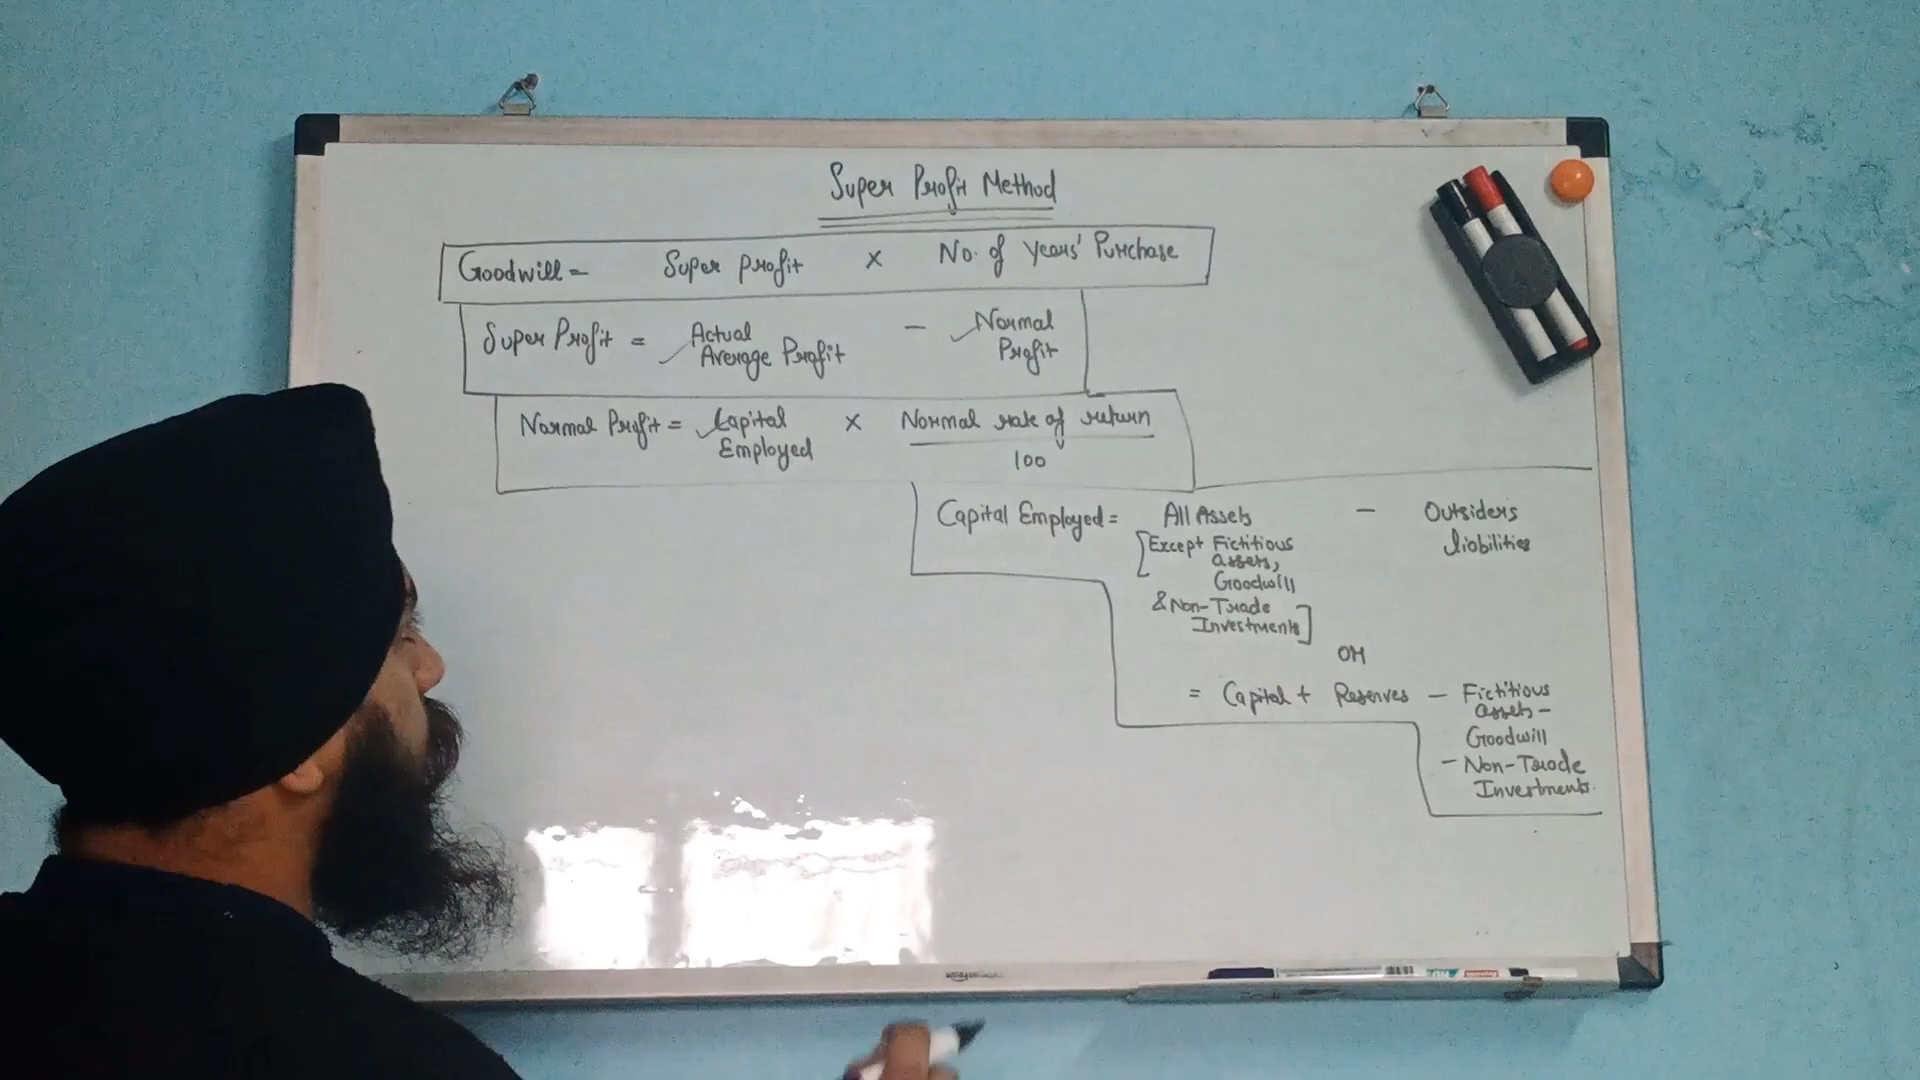 Super Profit Method
Goodwill = Super profit × No. of years' Purchase
Super Profit = Actual Average Profit — Normal Profit
Normal Profit = Capital Employed × Normal rate of return
100
Capital Employed = All Assets — Outsiders liabilities
[Except Fictitious
assets,
Goodwill
& Non-Trade
Investments]
OR
= Capital + Reserves — Fictitious
assets —
Goodwill
— Non-Trade
Investments.